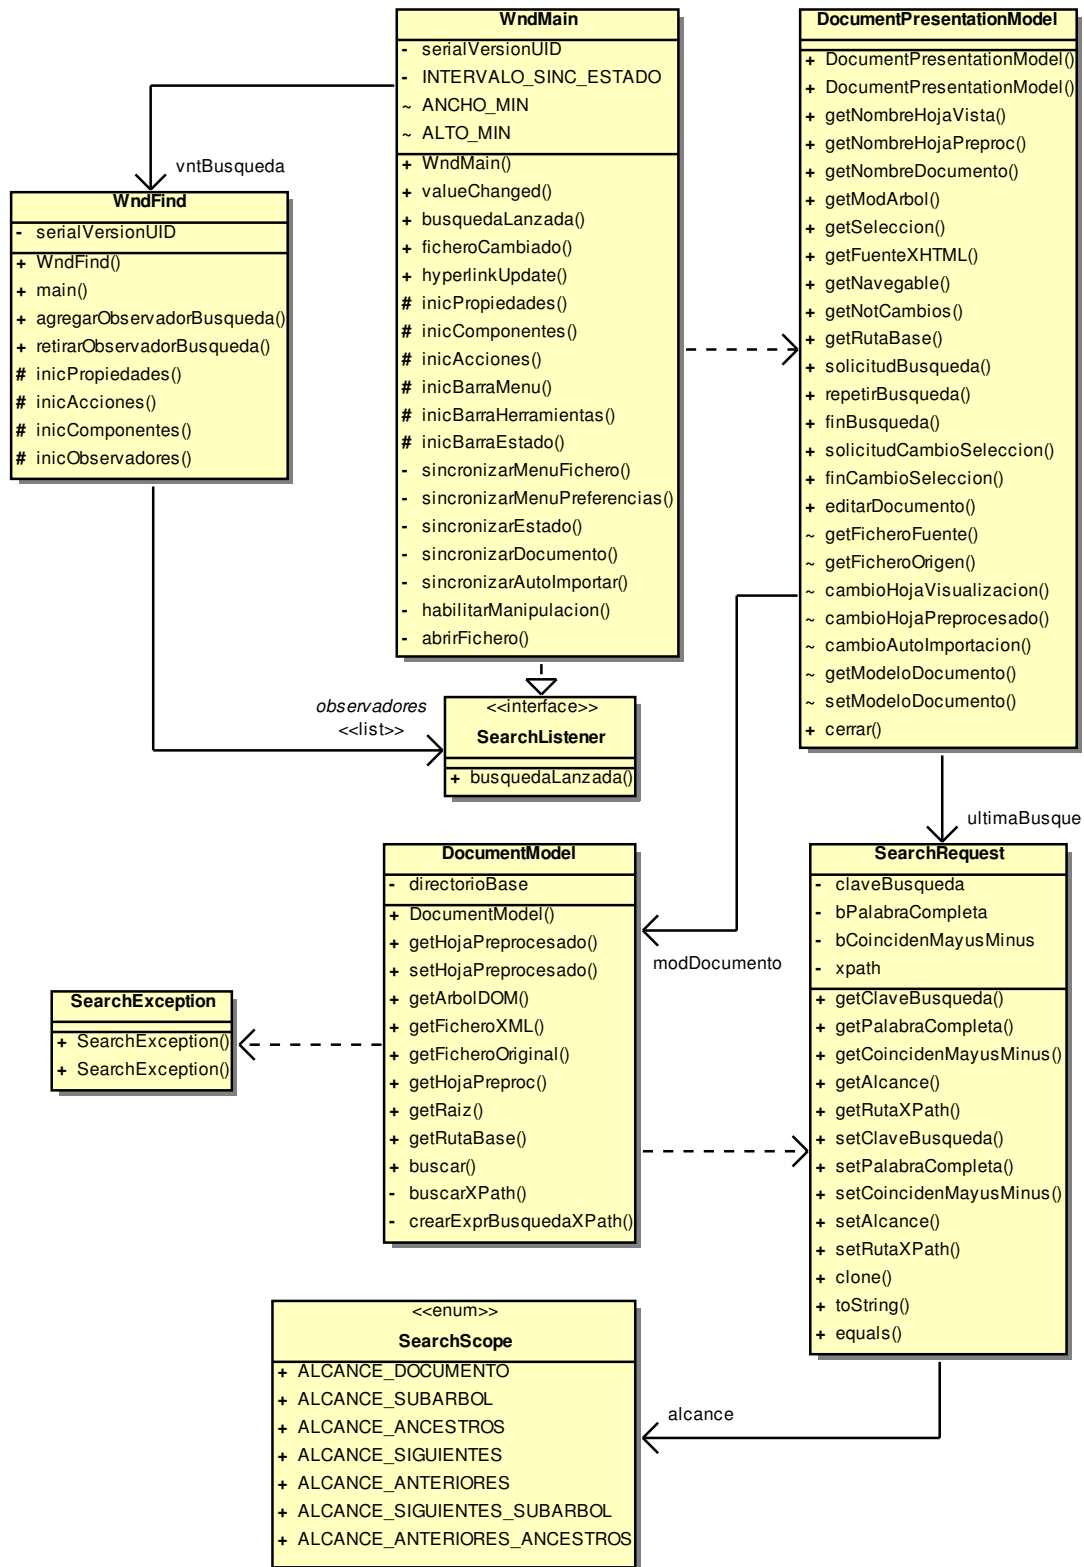 WndMain
- serialVersionUID
- INTERVALO_SINC_ESTADO
~ ANCHO_MIN
~ ALTO_MIN
+ WndMain()
+ valueChanged()
+ busquedaLanzada()
+ ficheroCambiado()
+ hyperlinkUpdate()
# inicPropiedades()
# inicComponentes()
# inicAcciones()
# inicBarraMenu()
# inicBarraHerramientas()
# inicBarraEstado()
- sincronizarMenuFichero()
- sincronizarMenuPreferencias()
- sincronizarEstado()
- sincronizarDocumento()
- sincronizarAutoImportar()
- habilitarManipulacion()
- abrirFichero()
DocumentPresentationModel
+ DocumentPresentationModel()
+ DocumentPresentationModel()
+ getNombreHojaVista()
+ getNombreHojaPreproc()
+ getNombreDocumento()
+ getModArbol()
+ getSeleccion()
+ getFuenteXHTML()
+ getNavegable()
+ getNotCambios()
+ getRutaBase()
+ solicitudBusqueda()
+ repetirBusqueda()
+ finBusqueda()
+ solicitudCambioSeleccion()
+ finCambioSeleccion()
+ editarDocumento()
~ getFicheroFuente()
~ getFicheroOrigen()
~ cambioHojaVisualizacion()
~ cambioHojaPreprocesado()
~ cambioAutoImportacion()
~ getModeloDocumento()
~ setModeloDocumento()
+ cerrar()
vntBusqueda
WndFind
- serialVersionUID
+ WndFind()
+ main()
+ agregarObservadorBusqueda()
+ retirarObservadorBusqueda()
# inicPropiedades()
# inicAcciones()
# inicComponentes()
# inicObservadores()
observadores
<<list>>
<<interface>>
SearchListener
+ busquedaLanzada()
ultimaBusque
DocumentModel
- directorioBase
+ DocumentModel()
+ getHojaPreprocesado()
+ setHojaPreprocesado()
+ getArbolDOM()
+ getFicheroXML()
+ getFicheroOriginal()
+ getHojaPreproc()
+ getRaiz()
+ getRutaBase()
+ buscar()
- buscarXPath()
- crearExprBusquedaXPath()
modDocumento
SearchRequest
- claveBusqueda
- bPalabraCompleta
- bCoincidenMayusMinus
- xpath
+ getClaveBusqueda()
+ getPalabraCompleta()
+ getCoincidenMayusMinus()
+ getAlcance()
+ getRutaXPath()
+ setClaveBusqueda()
+ setPalabraCompleta()
+ setCoincidenMayusMinus()
+ setAlcance()
+ setRutaXPath()
+ clone()
+ toString()
+ equals()
SearchException
+ SearchException()
+ SearchException()
<<enum>>
SearchScope
+ ALCANCE_DOCUMENTO
+ ALCANCE_SUBARBOL
+ ALCANCE_ANCESTROS
+ ALCANCE_SIGUIENTES
+ ALCANCE_ANTERIORES
+ ALCANCE_SIGUIENTES_SUBARBOL
+ ALCANCE_ANTERIORES_ANCESTROS
alcance